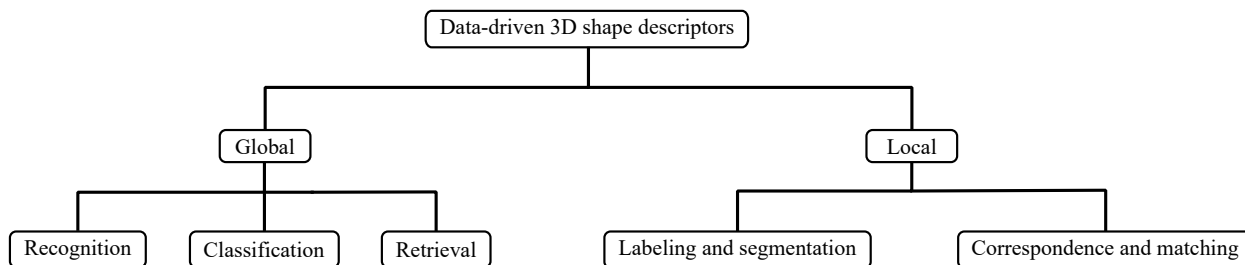 Data-driven 3D shape descriptors
Global
Local
Recognition
Classification
Retrieval
Labeling and segmentation
Correspondence and matching